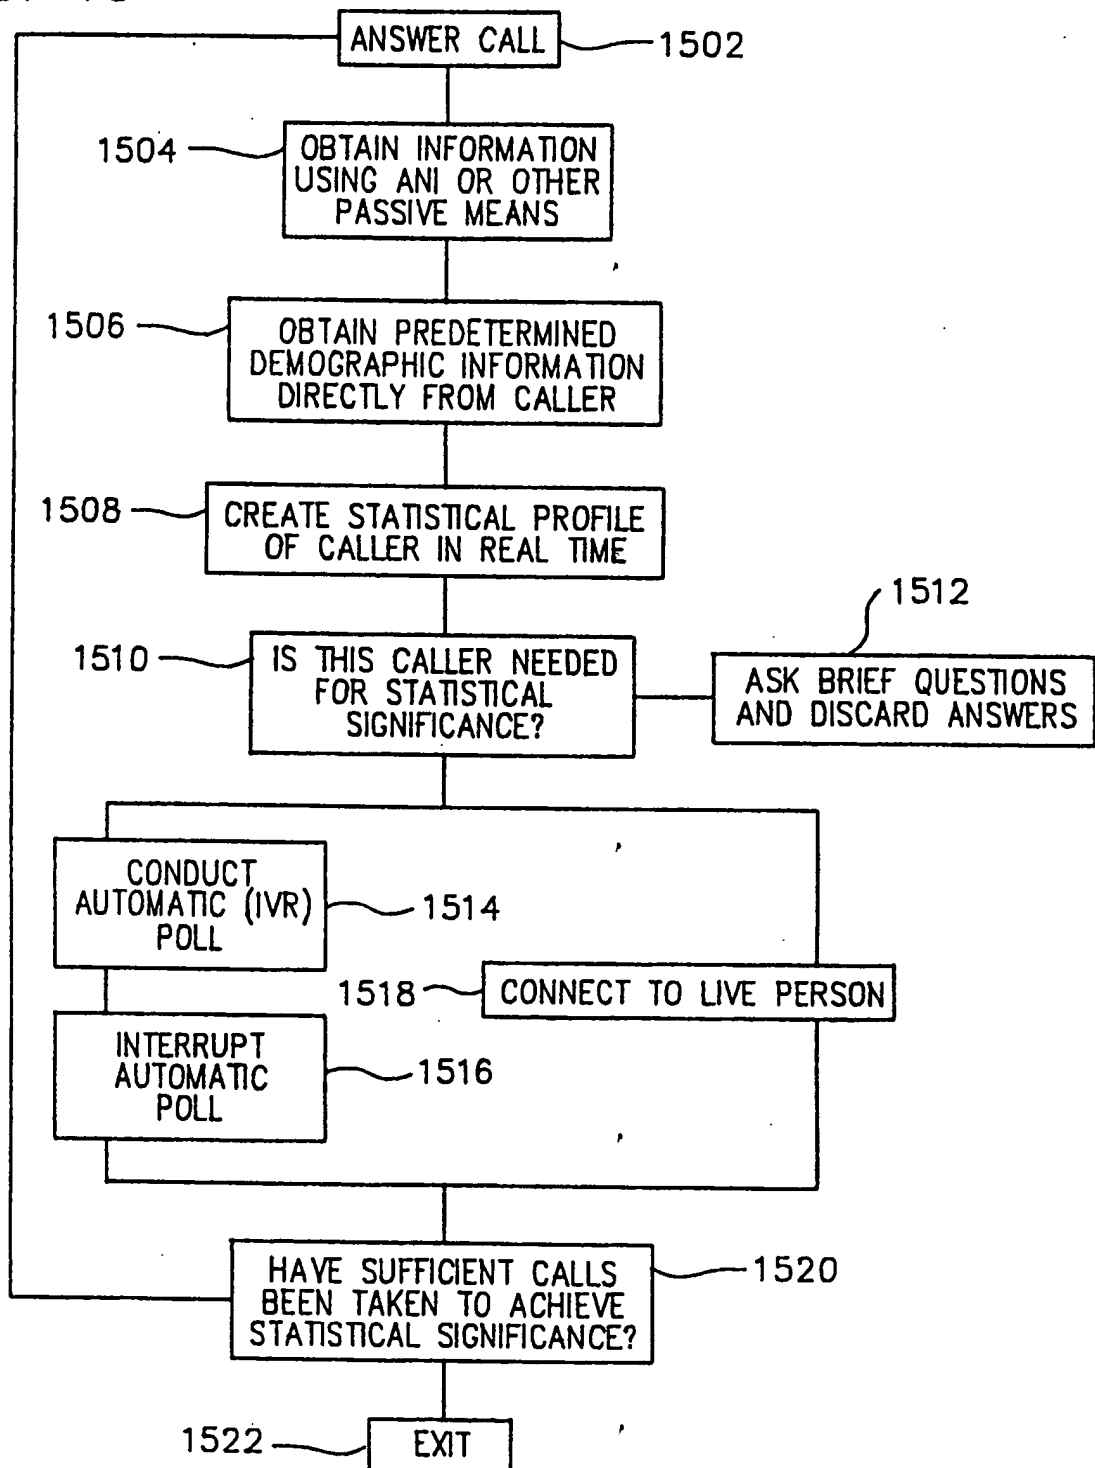 ANSWER CALL
1502
1504
OBTAIN INFORMATION
USING ANI OR OTHER
PASSIVE MEANS
1506
OBTAIN PREDETERMINED
DEMOGRAPHIC INFORMATION
DIRECTLY FROM CALLER
1508
CREATE STATISTICAL PROFILE
OF CALLER IN REAL TIME
1510
IS THIS CALLER NEEDED
FOR STATISTICAL
SIGNIFICANCE?
1512
ASK BRIEF QUESTIONS
AND DISCARD ANSWERS
CONDUCT
AUTOMATIC (IVR)
POLL
1514
INTERRUPT
AUTOMATIC
POLL
1516
1518
CONNECT TO LIVE PERSON
HAVE SUFFICIENT CALLS
BEEN TAKEN TO ACHIEVE
STATISTICAL SIGNIFICANCE?
1520
1522
EXIT